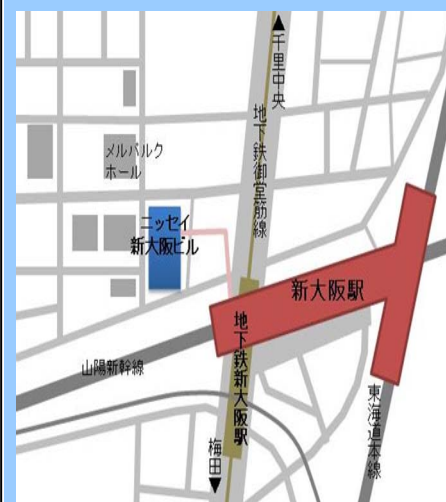 ▲千里中央
地下鉄御堂筋線
メルパルク
ホール
ニッセイ
新大阪ビル
新大阪駅
地下鉄新大阪駅
山陽新幹線
東海道本線
梅田▼